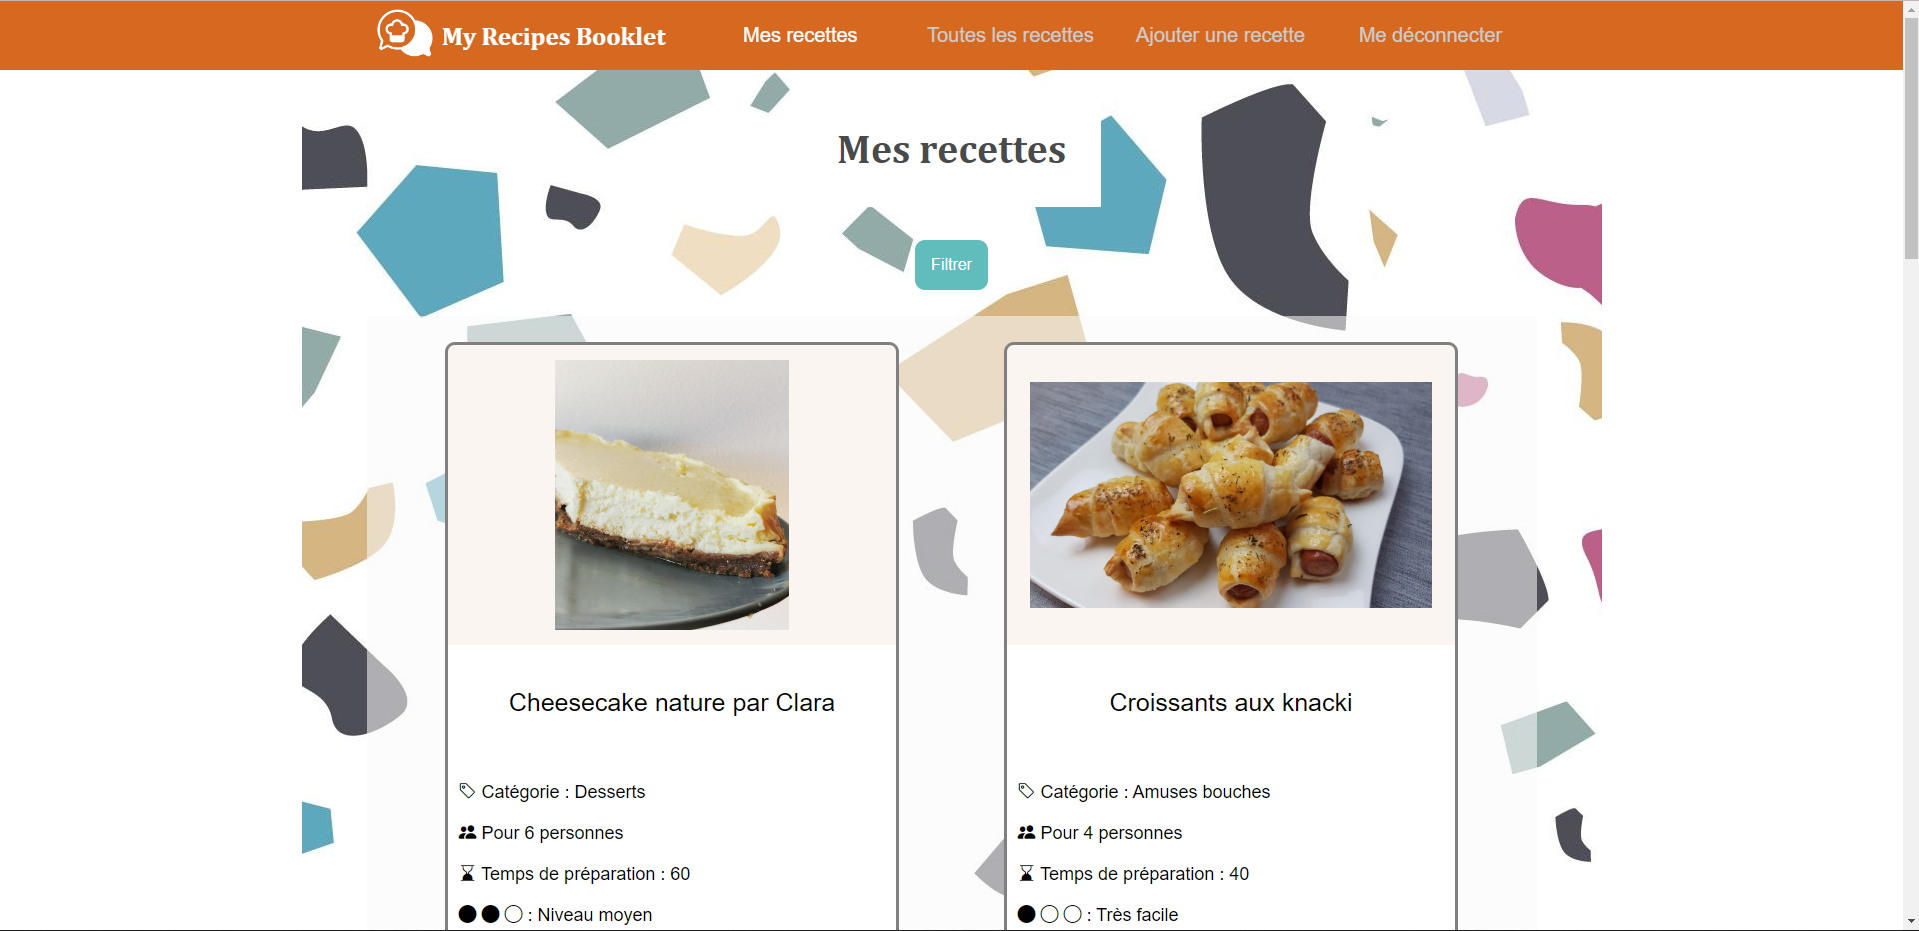 My Recipes Booklet Mes recettes Toutes les recettes Ajouter une recette Me déconnecter
Mes recettes
Filtrer
Cheesecake nature par Clara
Catégorie : Desserts
Pour 6 personnes
Temps de préparation : 60
: Niveau moyen
Croissants aux knacki
Catégorie : Amuses bouches
Pour 4 personnes
Temps de préparation : 40
: Très facile